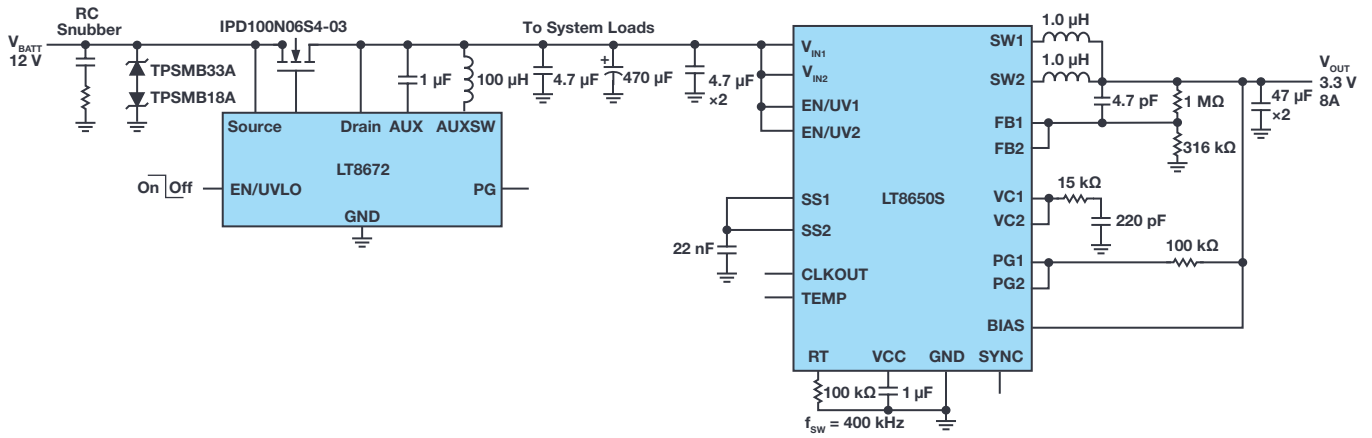 RC
Snubber
V_BATT
12 V
TPSMB33A
TPSMB18A
IPD100N06S4-03
1 µF
100 µH
To System Loads
4.7 µF
+
470 µF
4.7 µF
×2
Source
Drain
AUX
AUXSW
LT8672
On
Off
EN/UVLO
PG
GND
V_IN1
V_IN2
EN/UV1
EN/UV2
SS1
SS2
22 nF
CLKOUT
TEMP
LT8650S
SW1
SW2
FB1
FB2
VC1
VC2
PG1
PG2
BIAS
RT
VCC
GND
SYNC
1.0 µH
1.0 µH
4.7 pF
1 MΩ
316 kΩ
47 µF
×2
V_OUT
3.3 V
8A
15 kΩ
220 pF
100 kΩ
100 kΩ
1 µF
f_SW = 400 kHz